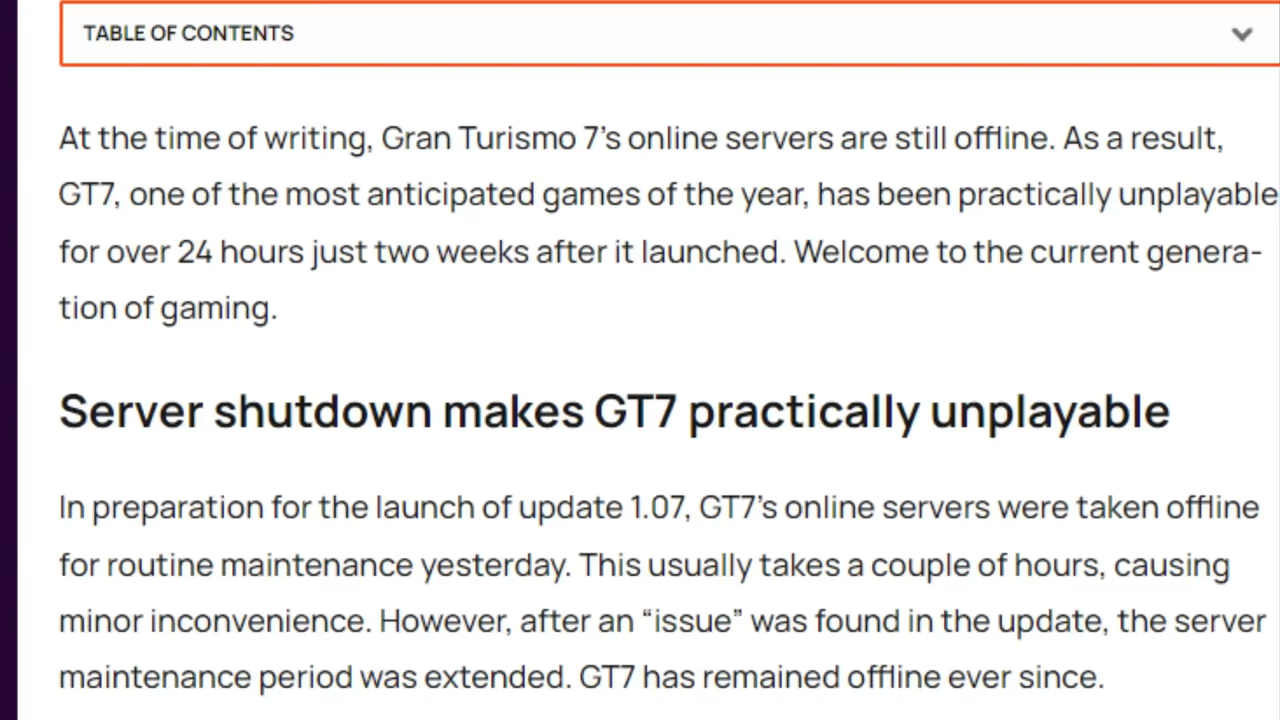 TABLE OF CONTENTS
At the time of writing, Gran Turismo 7’s online servers are still offline. As a result,
GT7, one of the most anticipated games of the year, has been practically unplayable
for over 24 hours just two weeks after it launched. Welcome to the current genera-
tion of gaming.
Server shutdown makes GT7 practically unplayable
In preparation for the launch of update 1.07, GT7’s online servers were taken offline
for routine maintenance yesterday. This usually takes a couple of hours, causing
minor inconvenience. However, after an “issue” was found in the update, the server
maintenance period was extended. GT7 has remained offline ever since.